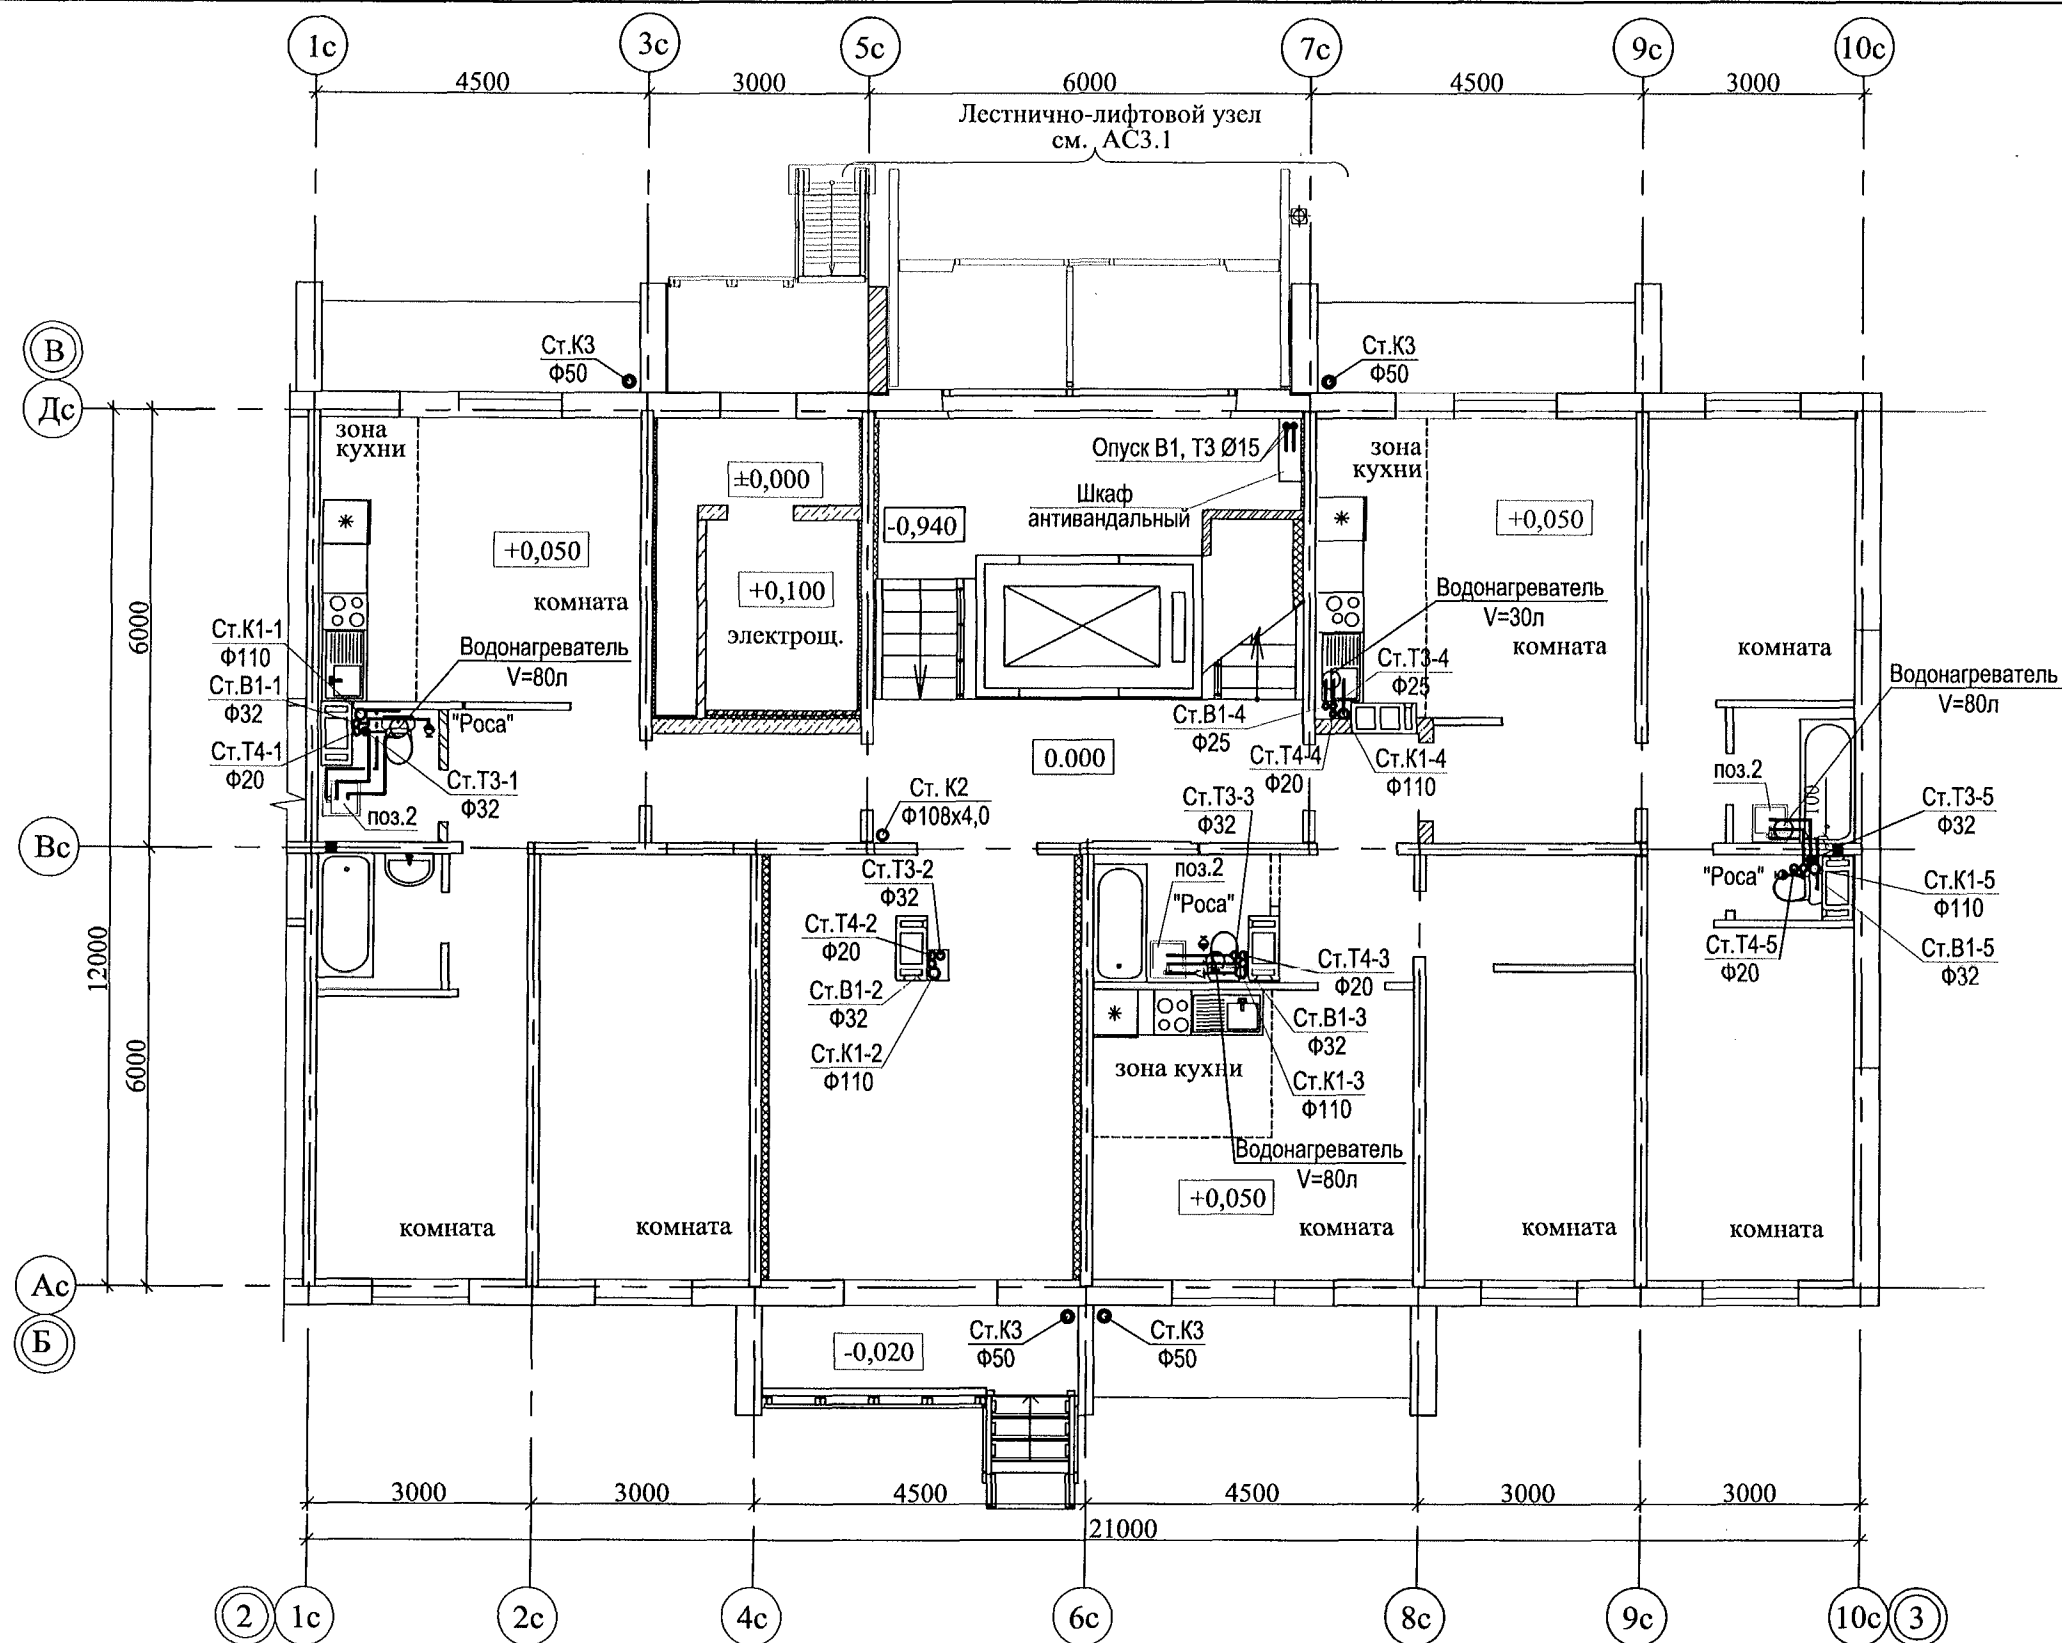 1с 3с 5с 7с 9с 10с
4500 3000 6000 4500 3000
Лестнично-лифтовой узел
см. АС3.1
В
Дс
Ст.К3
Ф50
Ст.К3
Ф50
зона
кухни
±0,000
Опуск В1, Т3 Ø15
зона
кухни
Шкаф
антивандальный
-0,940
+0,050
+0,050
+0,100
комната
электрощ.
Водонагреватель
V=30л
комната
комната
6000
Ст.К1-1
Ф110
Ст.В1-1
Ф32
Ст.Т4-1
Ф20
Водонагреватель
V=80л
"Роса"
Ст.Т3-1
Ф32
поз.2
Ст.Т3-4
Ф25
Ст.В1-4
Ф25
Ст.Т4-4
Ф20
Ст.К1-4
Ф110
0.000
Водонагреватель
V=80л
поз.2
100
Ст.Т3-5
Ф32
Ст. К2
Ф108х4,0
Ст.Т3-3
Ф32
Вс
Ст.Т3-2
Ф32
поз.2
"Роса"
"Роса"
Ст.К1-5
Ф110
Ст.Т4-2
Ф20
Ст.Т4-3
Ф20
Ст.Т4-5
Ф20
Ст.В1-5
Ф32
12000
Ст.В1-2
Ф32
Ст.В1-3
Ф32
6000
Ст.К1-2
Ф110
зона кухни
Ст.К1-3
Ф110
Водонагреватель
V=80л
+0,050
комната комната комната комната комната
Ас
Б
-0,020
Ст.К3
Ф50
Ст.К3
Ф50
3000 3000 4500 4500 3000 3000
21000
2 1с 2с 4с 6с 8с 9с 10с 3